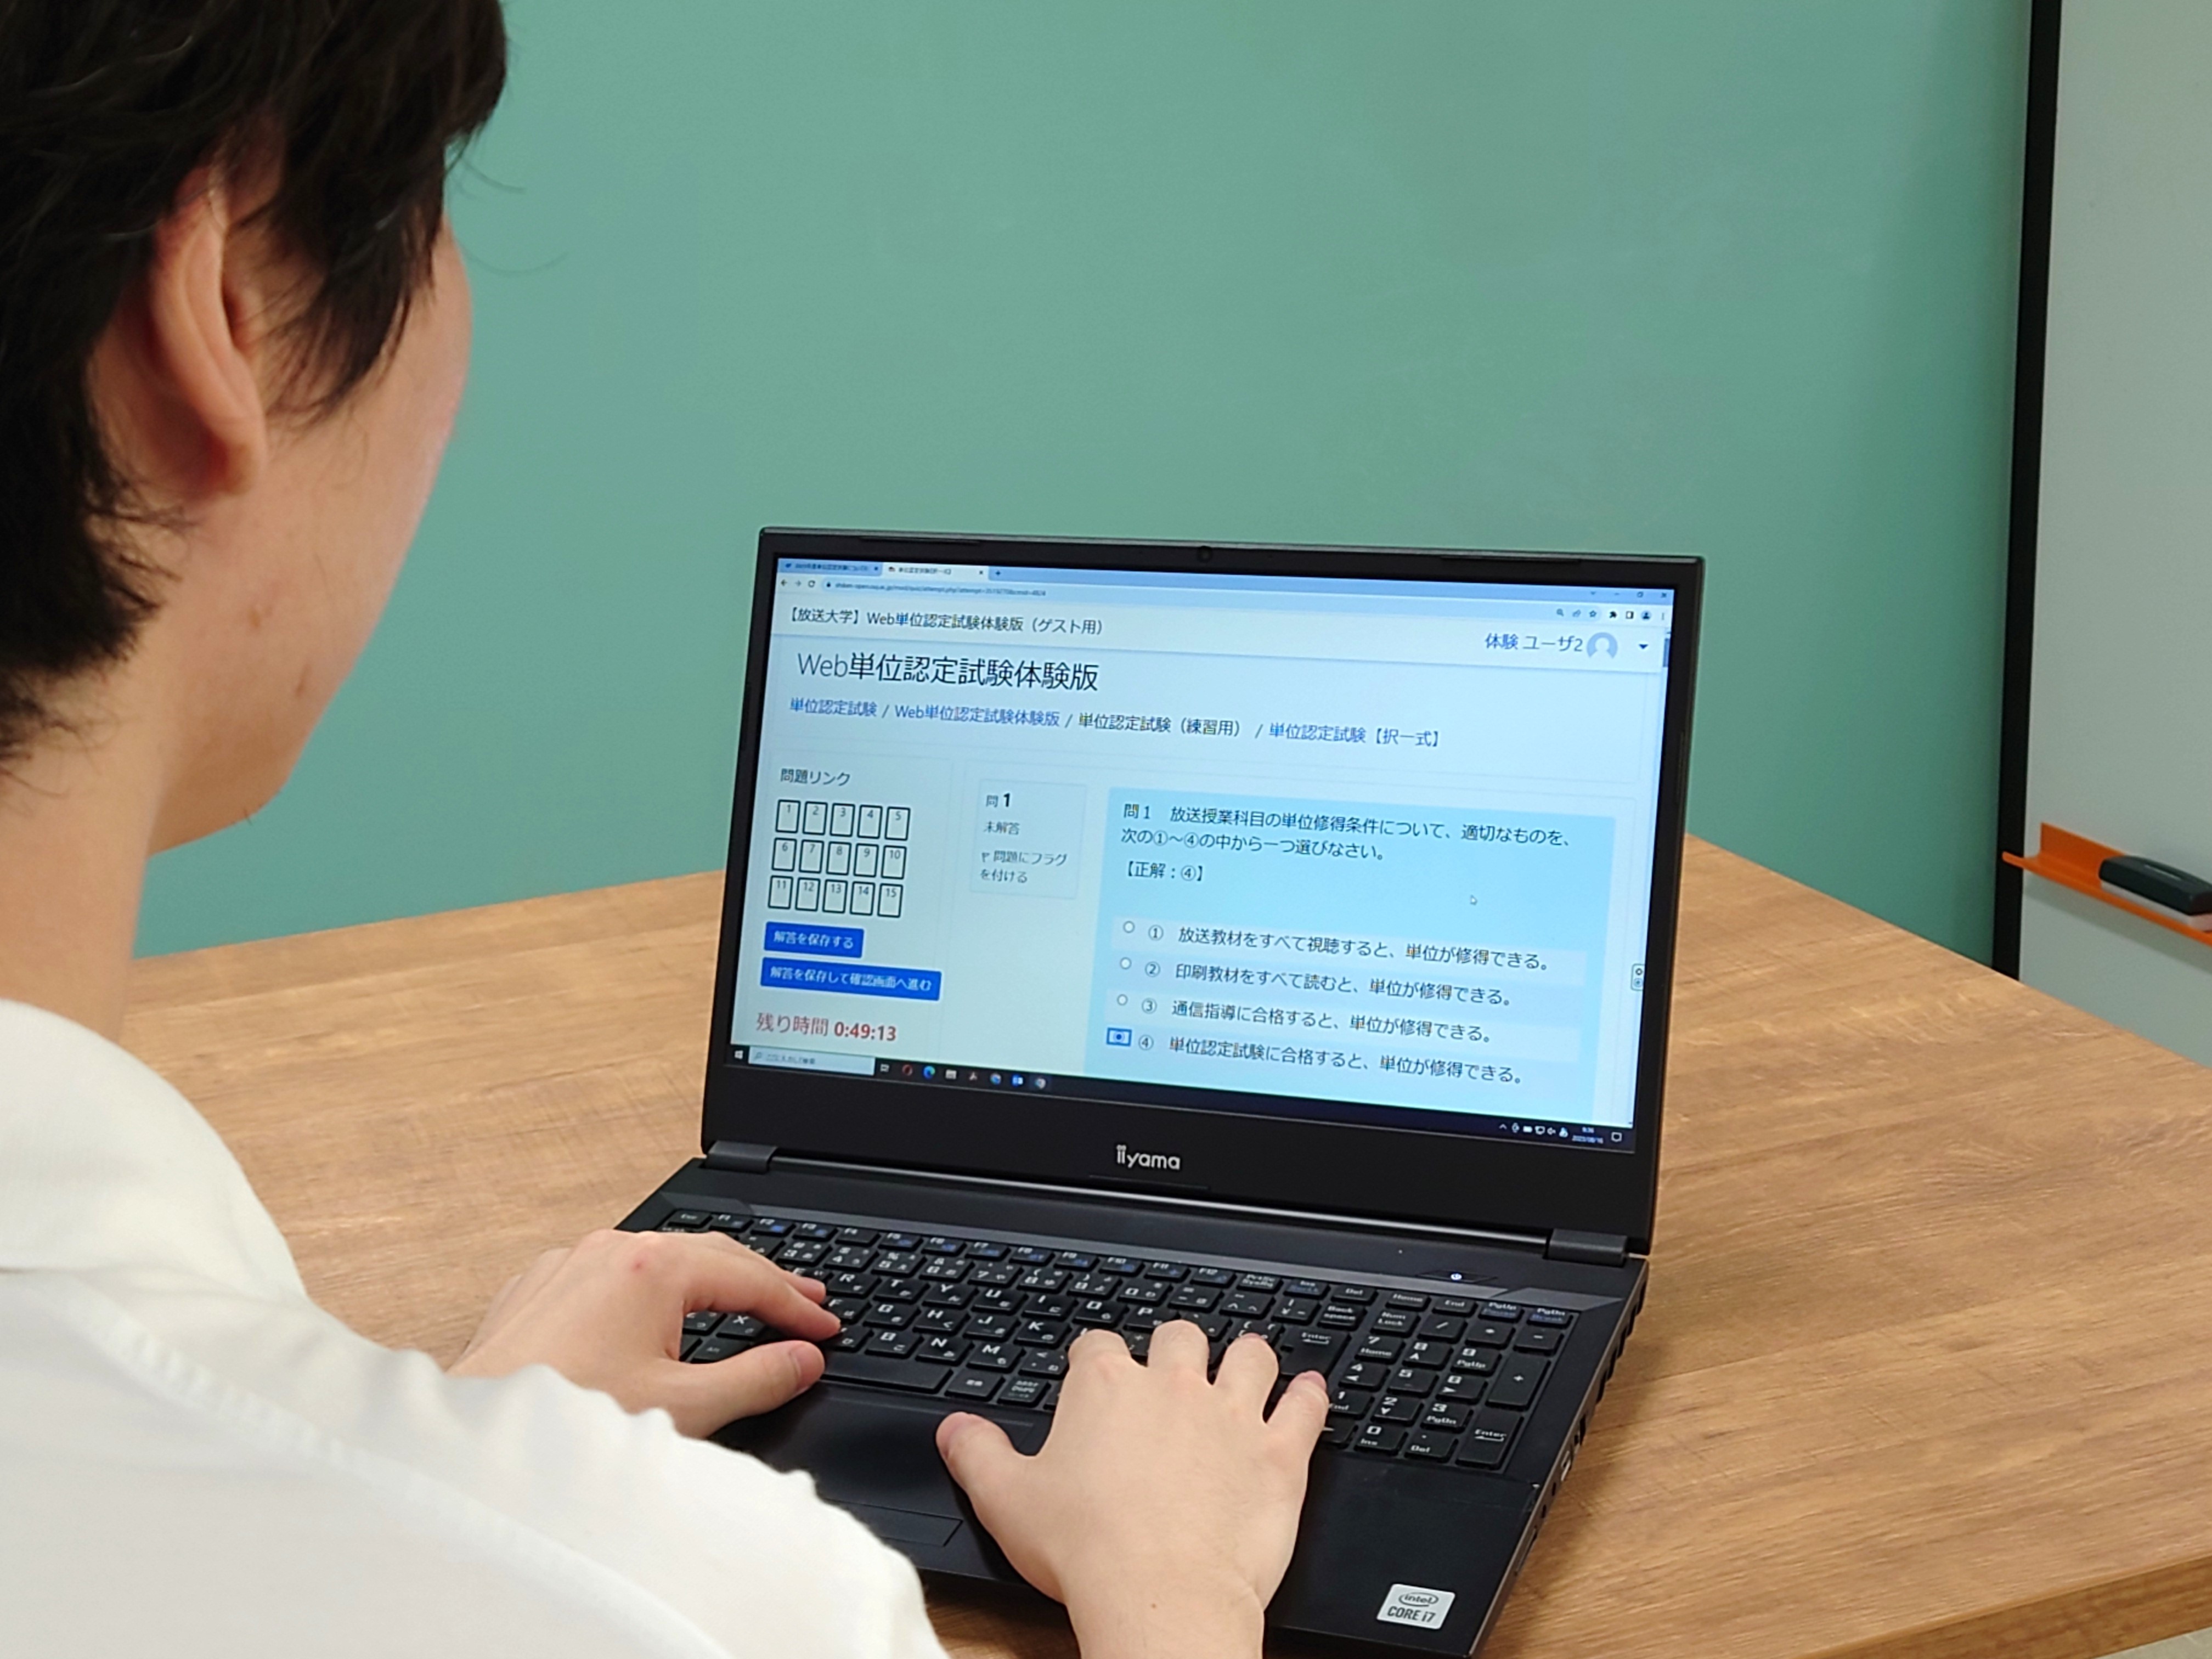 【放送大学】Web単位認定試験体験版（ゲスト用）
体験 ユーザ2
Web単位認定試験体験版
単位認定試験 / Web単位認定試験体験版 / 単位認定試験（練習用） / 単位認定試験【択一式】
問題リンク
1 2 3 4 5
6 7 8 9 10
11 12 13 14 15
解答を保存する
解答を保存して確認画面へ進む
残り時間 0:49:13
問 1
未解答
問題にフラグ
を付ける
問1 放送授業科目の単位修得条件について、適切なものを、
次の①～④の中から一つ選びなさい。
【正解：④】
① 放送教材をすべて視聴すると、単位が修得できる。
② 印刷教材をすべて読むと、単位が修得できる。
③ 通信指導に合格すると、単位が修得できる。
④ 単位認定試験に合格すると、単位が修得できる。
iiyama
intel
CORE i7